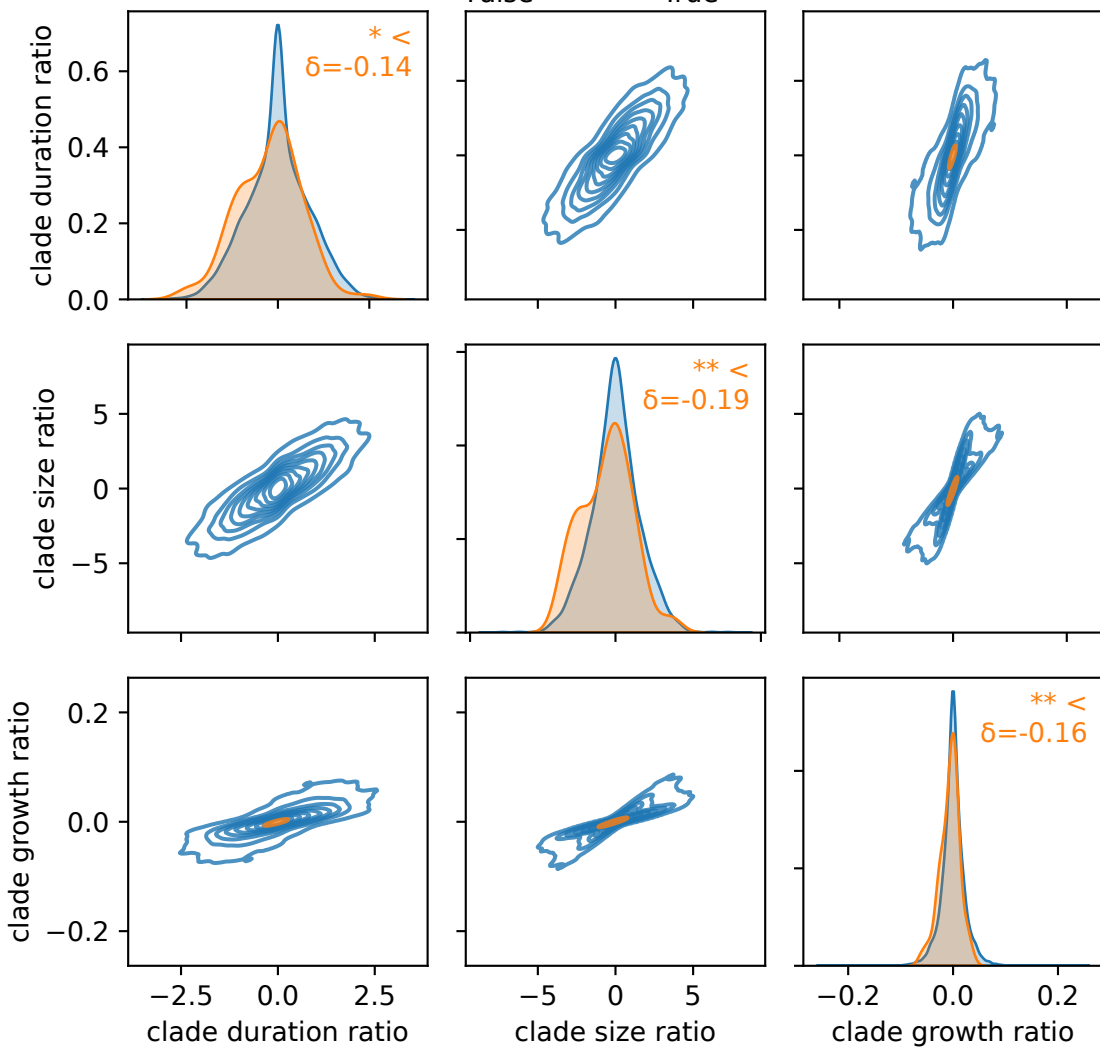 True
clade duration ratio
0.6
0.4
0.2
0.0
* <
δ=-0.14
clade size ratio
5
0
−5
** <
δ=-0.19
clade growth ratio
0.2
0.0
−0.2
** <
δ=-0.16
−2.5 0.0 2.5
−5 0 5
−0.2 0.0 0.2
clade duration ratio
clade size ratio
clade growth ratio